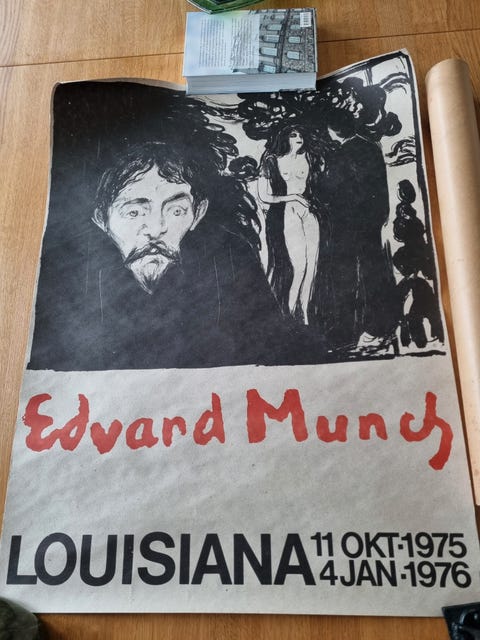 Edvard Munch
LOUISIANA 11 OKT·1975
4 JAN·1976